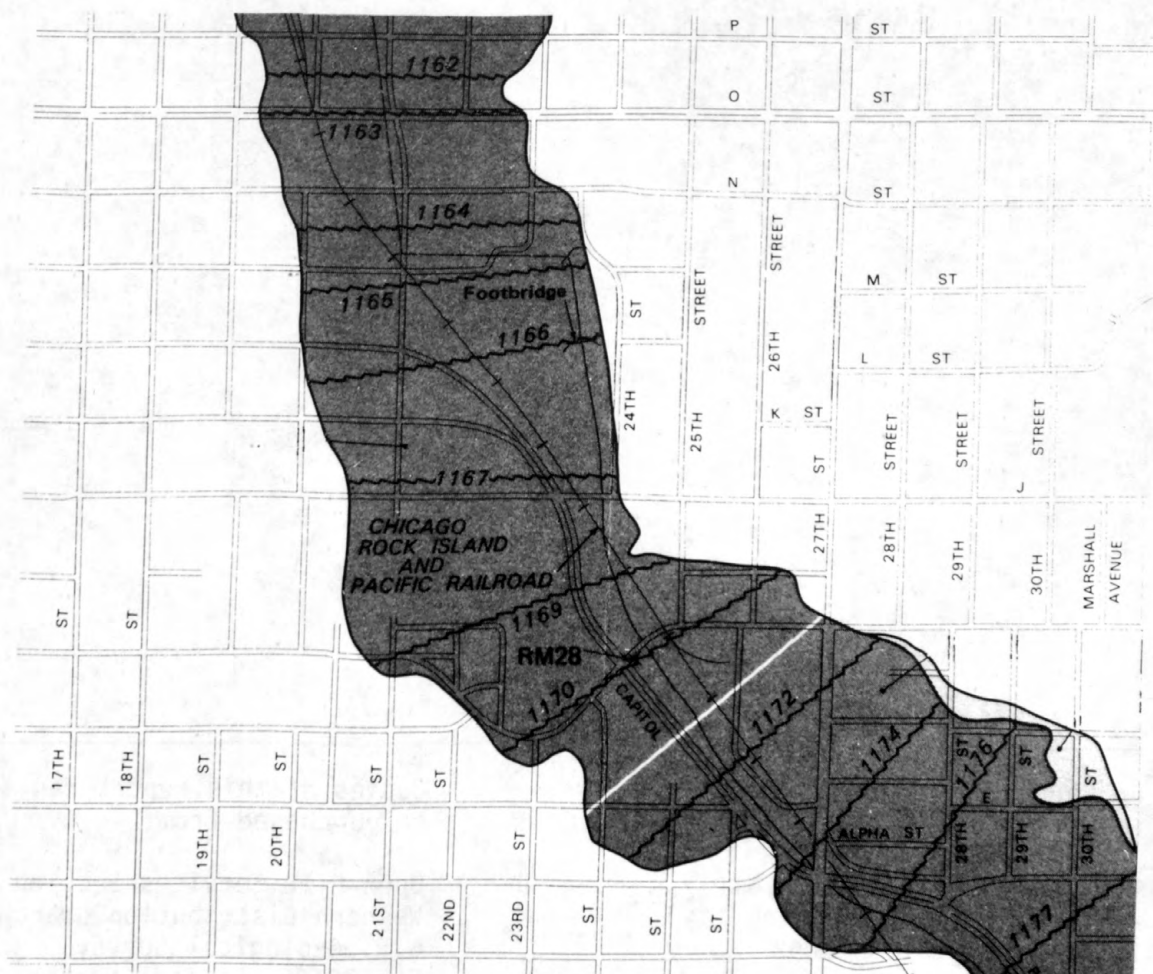 P ST
1162
O ST
1163
N ST
1164
STREET
STREET
M ST
1165
Footbridge
ST
1166
L ST
26TH
24TH
25TH
K ST
STREET
STREET
STREET
ST
1167
J
CHICAGO
ROCK ISLAND
AND
PACIFIC RAILROAD
27TH
28TH
29TH
30TH
MARSHALL
AVENUE
ST
ST
1169
RM28
1170
CAPITOL
1172
1174
1176
ST
ST
ST
17TH
18TH
ST
ST
ST
ST
E
ALPHA ST
28TH
29TH
30TH
19TH
20TH
ST
21ST
22ND
23RD
ST
ST
ST
1177